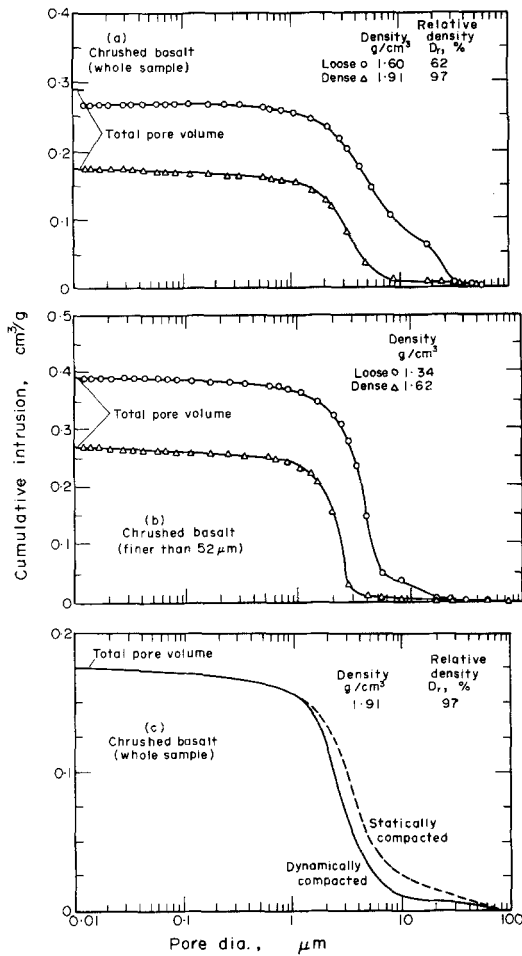 0·4
(a)
Chrushed basalt
(whole sample)
Density g/cm³
Relative density Dr, %
Loose o 1·60 62
Dense △ 1·91 97
0·3
Total pore volume
0·2
0·1
0
0·5
Density g/cm³
Loose o 1·34
Dense △ 1·62
0·4
Total pore volume
0·3
0·2
(b)
Chrushed basalt
(finer than 52 μm)
0·1
0
Cumulative intrusion, cm³/g
0·2
Total pore volume
Density g/cm³
Relative density Dr, %
1·91 97
(c)
Chrushed basalt
(whole sample)
0·1
Statically compacted
Dynamically compacted
0
0·01 0·1 1 10 100
Pore dia., μm